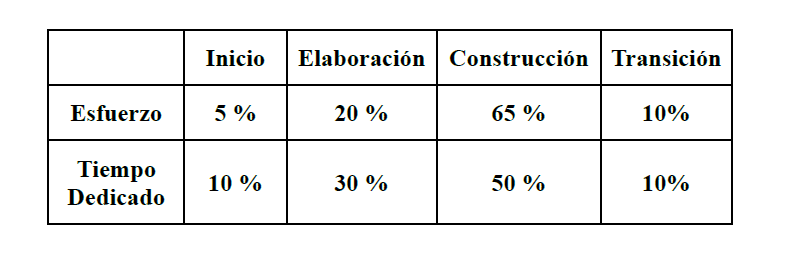 Inicio Elaboración Construcción Transición
Esfuerzo 5 % 20 % 65 % 10%
Tiempo
Dedicado 10 % 30 % 50 % 10%